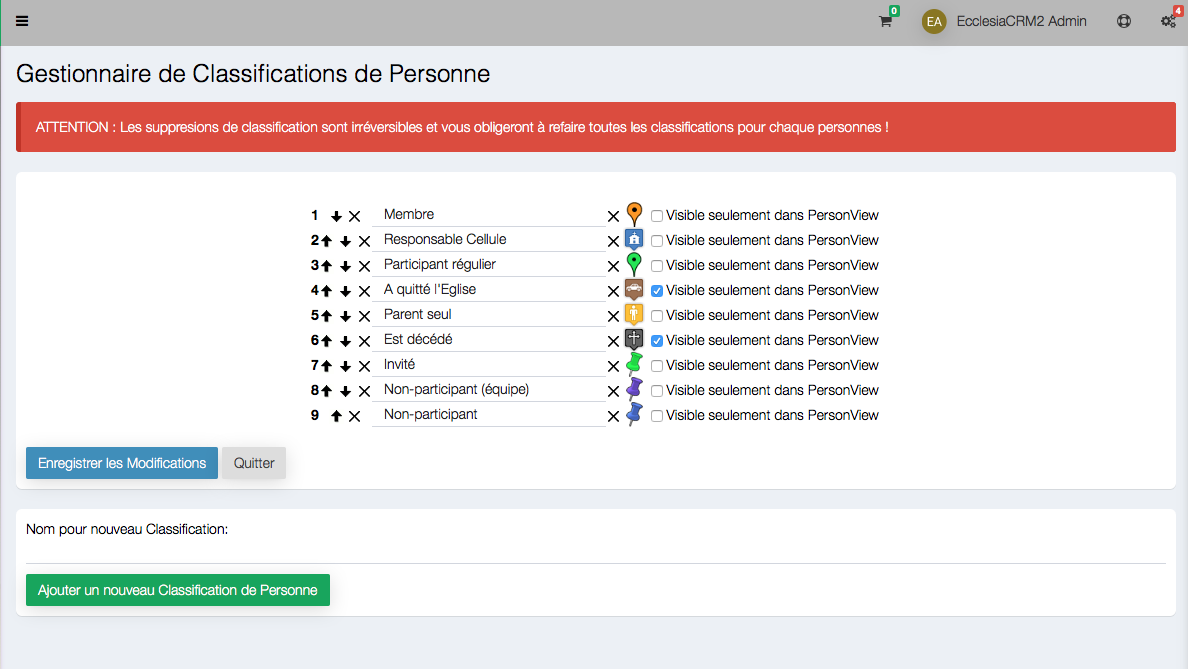 0
EA EcclesiaCRM2 Admin
4
Gestionnaire de Classifications de Personne
ATTENTION : Les suppresions de classification sont irréversibles et vous obligeront à refaire toutes les classifications pour chaque personnes !
1 Membre Visible seulement dans PersonView
2 Responsable Cellule Visible seulement dans PersonView
3 Participant régulier Visible seulement dans PersonView
4 A quitté l'Eglise Visible seulement dans PersonView
5 Parent seul Visible seulement dans PersonView
6 Est décédé Visible seulement dans PersonView
7 Invité Visible seulement dans PersonView
8 Non-participant (équipe) Visible seulement dans PersonView
9 Non-participant Visible seulement dans PersonView
Enregistrer les Modifications Quitter
Nom pour nouveau Classification:
Ajouter un nouveau Classification de Personne